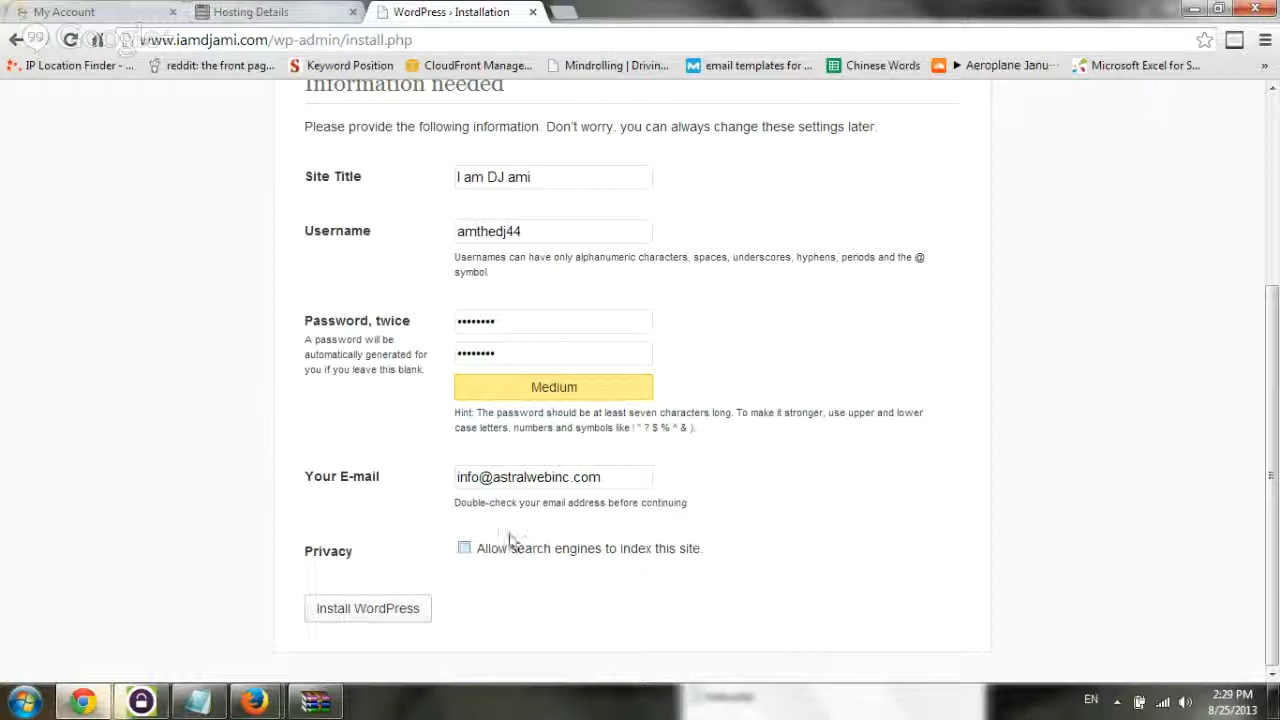 My Account
Hosting Details
WordPress › Installation
www.iamdjami.com/wp-admin/install.php
IP Location Finder - ...
reddit: the front pag...
Keyword Position
CloudFront Manage...
Mindrolling | Drivin...
email templates for ...
Chinese Words
► Aeroplane Janu...
Microsoft Excel for S...
»
Information needed
Please provide the following information. Don't worry, you can always change these settings later.
Site Title
I am DJ ami
Username
amthedj44
Usernames can have only alphanumeric characters, spaces, underscores, hyphens, periods and the @
symbol.
Password, twice
A password will be
automatically generated for
you if you leave this blank.
••••••••
••••••••
Medium
Hint: The password should be at least seven characters long. To make it stronger, use upper and lower
case letters, numbers and symbols like ! " ? $ % ^ & ).
Your E-mail
info@astralwebinc.com
Double-check your email address before continuing
Privacy
Allow search engines to index this site.
Install WordPress
EN
2:29 PM
8/25/2013